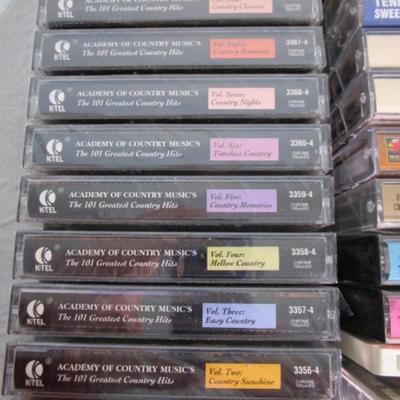 K-TEL
The 101 Greatest Country Hits
Country Classics
K-TEL
ACADEMY OF COUNTRY MUSIC'S
The 101 Greatest Country Hits
Vol. Eight:
Country Romance
3367-4
K-TEL
ACADEMY OF COUNTRY MUSIC'S
The 101 Greatest Country Hits
Vol. Seven:
Country Nights
3366-4
K-TEL
ACADEMY OF COUNTRY MUSIC'S
The 101 Greatest Country Hits
Vol. Six:
Timeless Country
3365-4
K-TEL
ACADEMY OF COUNTRY MUSIC'S
The 101 Greatest Country Hits
Vol. Five:
Country Memories
3359-4
K-TEL
ACADEMY OF COUNTRY MUSIC'S
The 101 Greatest Country Hits
Vol. Four:
Mellow Country
3358-4
K-TEL
ACADEMY OF COUNTRY MUSIC'S
The 101 Greatest Country Hits
Vol. Three:
Easy Country
3357-4
K-TEL
ACADEMY OF COUNTRY MUSIC'S
The 101 Greatest Country Hits
Vol. Two:
Country Sunshine
3356-4